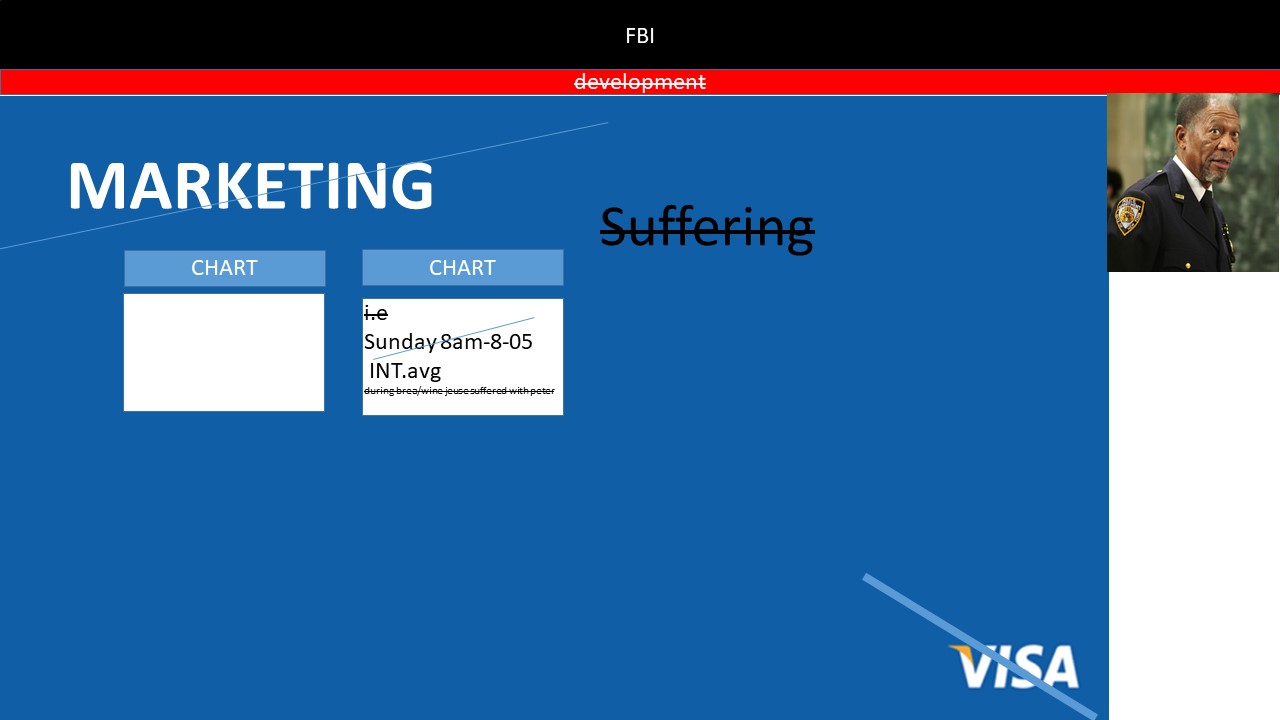 FBI
development
MARKETING
Suffering
CHART
CHART
i.e
Sunday 8am-8-05
INT.avg
during brea/wine jeuse suffered with peter
VISA